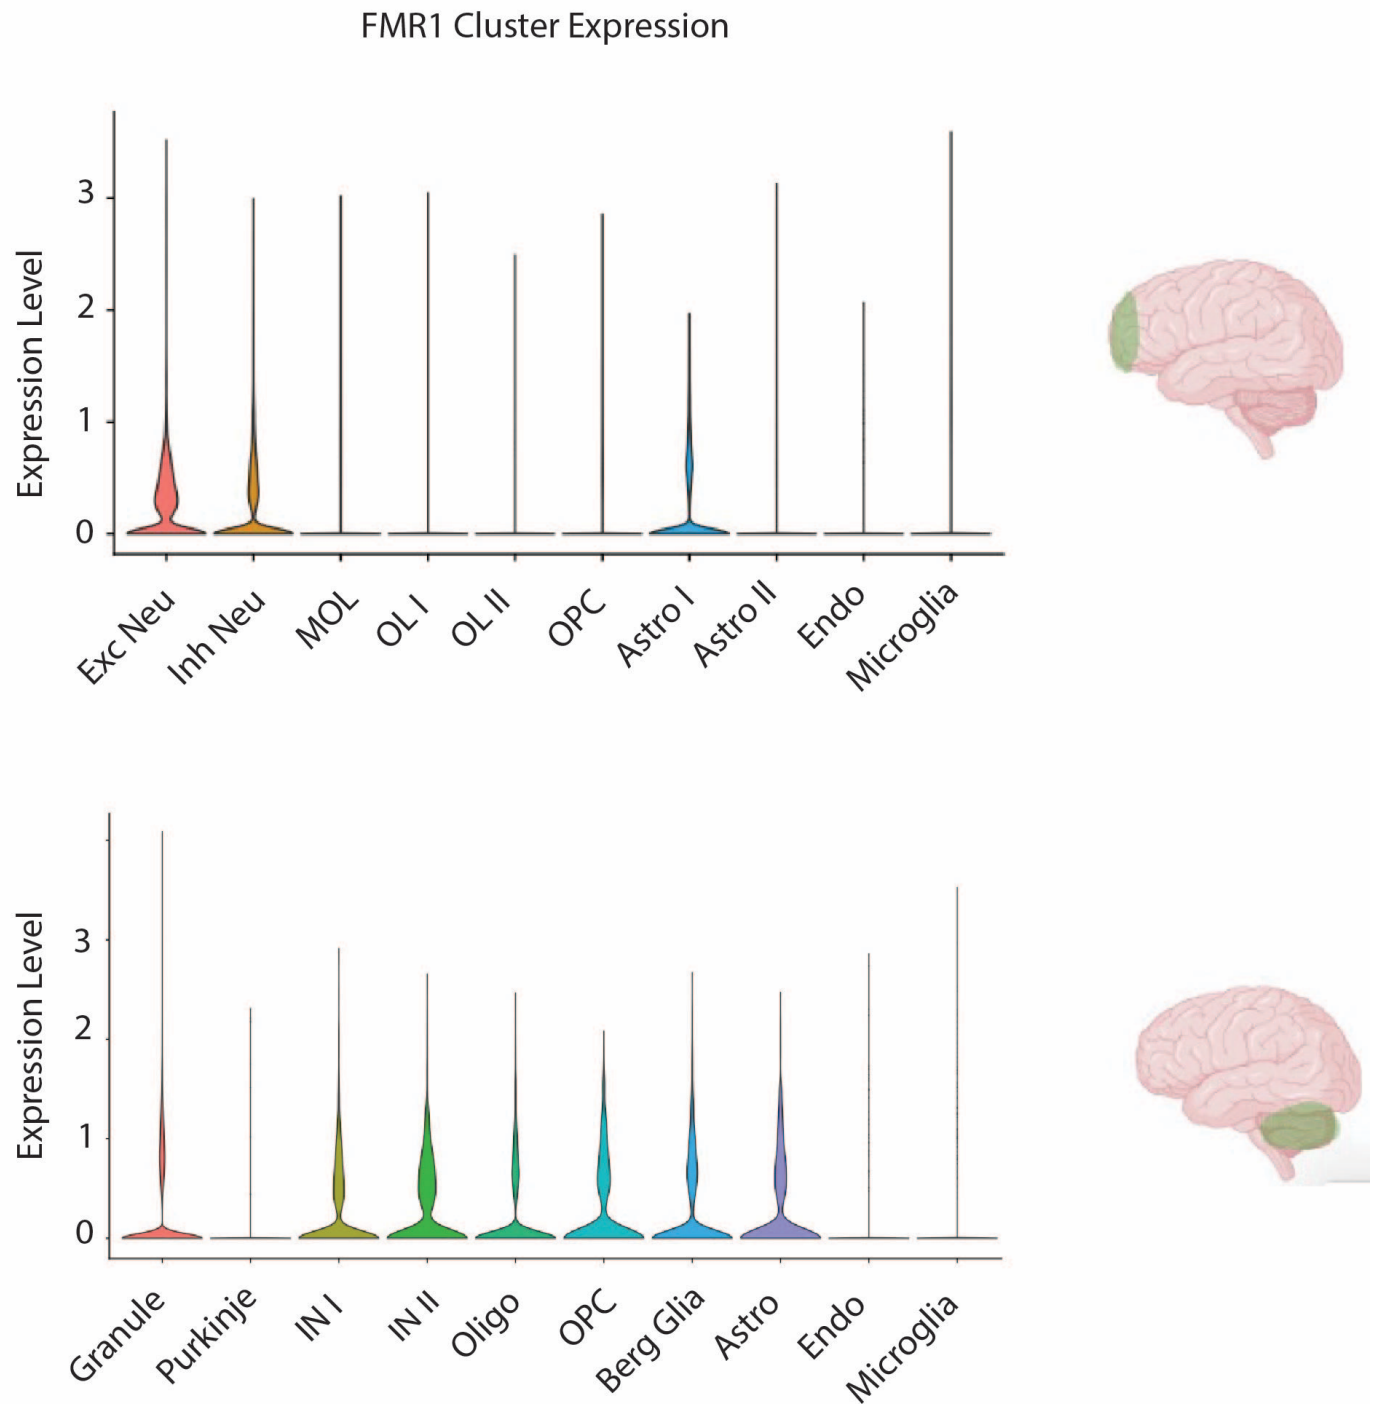 FMR1 Cluster Expression
Expression Level
3
2
1
0
Exc Neu
Inh Neu
MOL
OL I
OL II
OPC
Astro I
Astro II
Endo
Microglia
Expression Level
3
2
1
0
Granule
Purkinje
IN I
IN II
Oligo
OPC
Berg Glia
Astro
Endo
Microglia